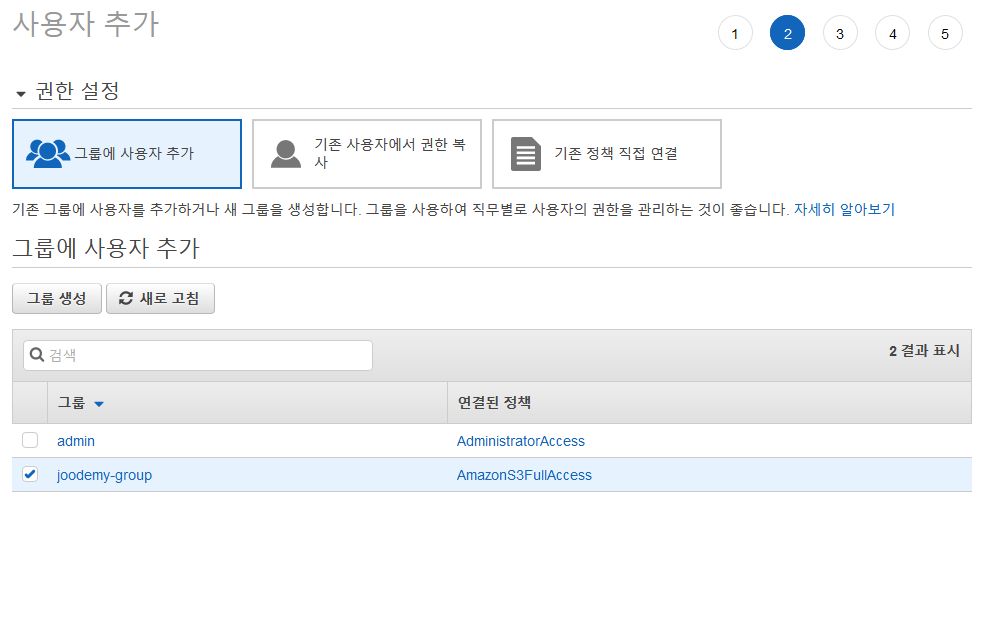 사용자 추가
1 2 3 4 5
권한 설정
그룹에 사용자 추가
기존 사용자에서 권한 복
사
기존 정책 직접 연결
기존 그룹에 사용자를 추가하거나 새 그룹을 생성합니다. 그룹을 사용하여 직무별로 사용자의 권한을 관리하는 것이 좋습니다. 자세히 알아보기
그룹에 사용자 추가
그룹 생성 새로 고침
검색 2 결과 표시
그룹 연결된 정책
admin AdministratorAccess
joodemy-group AmazonS3FullAccess